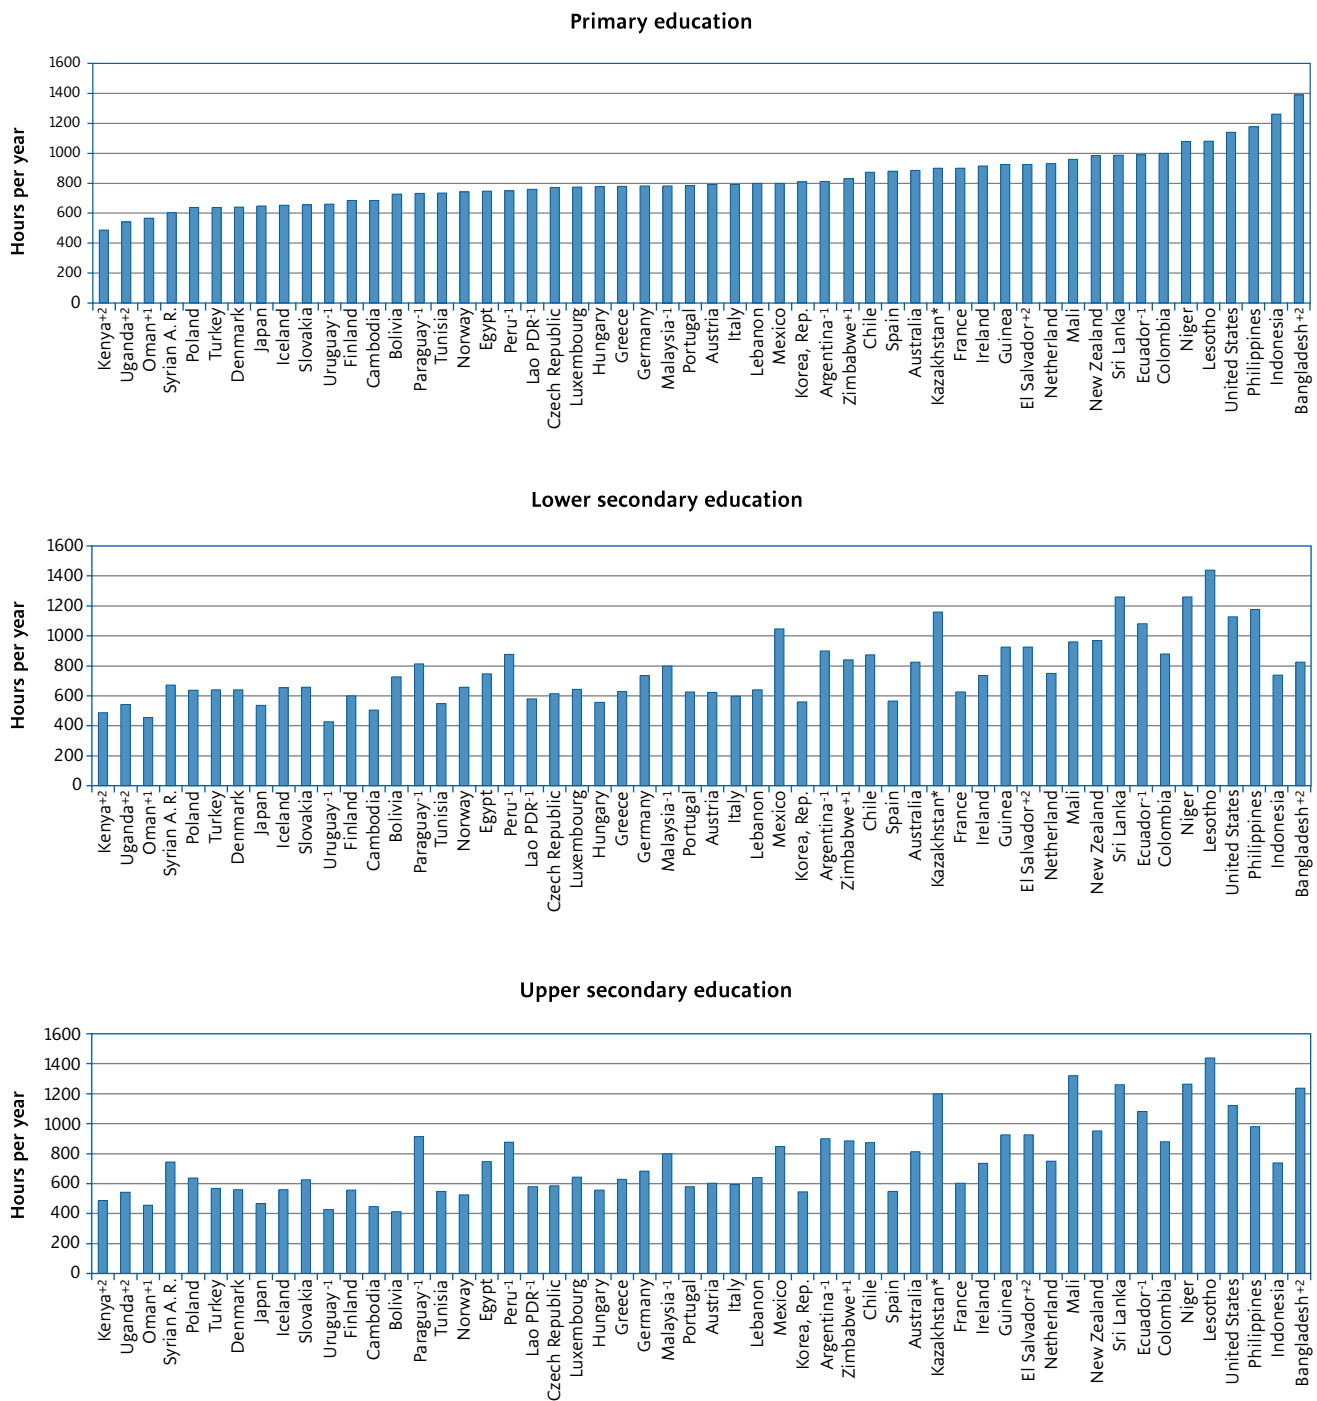 Primary education
Hours per year
1600
1400
1200
1000
800
600
400
200
0
Kenya+2
Uganda+2
Oman+1
Syrian A. R.
Poland
Turkey
Denmark
Japan
Iceland
Slovakia
Uruguay-1
Finland
Cambodia
Bolivia
Paraguay-1
Tunisia
Norway
Egypt
Peru-1
Lao PDR-1
Czech Republic
Luxembourg
Hungary
Greece
Germany
Malaysia-1
Portugal
Austria
Italy
Lebanon
Mexico
Korea, Rep.
Argentina-1
Zimbabwe+1
Chile
Spain
Australia
Kazakhstan*
France
Ireland
Guinea
El Salvador+2
Netherland
Mali
New Zealand
Sri Lanka
Ecuador-1
Colombia
Niger
Lesotho
United States
Philippines
Indonesia
Bangladesh+2
Lower secondary education
Hours per year
1600
1400
1200
1000
800
600
400
200
0
Kenya+2
Uganda+2
Oman+1
Syrian A. R.
Poland
Turkey
Denmark
Japan
Iceland
Slovakia
Uruguay-1
Finland
Cambodia
Bolivia
Paraguay-1
Tunisia
Norway
Egypt
Peru-1
Lao PDR-1
Czech Republic
Luxembourg
Hungary
Greece
Germany
Malaysia-1
Portugal
Austria
Italy
Lebanon
Mexico
Korea, Rep.
Argentina-1
Zimbabwe+1
Chile
Spain
Australia
Kazakhstan*
France
Ireland
Guinea
El Salvador+2
Netherland
Mali
New Zealand
Sri Lanka
Ecuador-1
Colombia
Niger
Lesotho
United States
Philippines
Indonesia
Bangladesh+2
Upper secondary education
Hours per year
1600
1400
1200
1000
800
600
400
200
0
Kenya+2
Uganda+2
Oman+1
Syrian A. R.
Poland
Turkey
Denmark
Japan
Iceland
Slovakia
Uruguay-1
Finland
Cambodia
Bolivia
Paraguay-1
Tunisia
Norway
Egypt
Peru-1
Lao PDR-1
Czech Republic
Luxembourg
Hungary
Greece
Germany
Malaysia-1
Portugal
Austria
Italy
Lebanon
Mexico
Korea, Rep.
Argentina-1
Zimbabwe+1
Chile
Spain
Australia
Kazakhstan*
France
Ireland
Guinea
El Salvador+2
Netherland
Mali
New Zealand
Sri Lanka
Ecuador-1
Colombia
Niger
Lesotho
United States
Philippines
Indonesia
Bangladesh+2